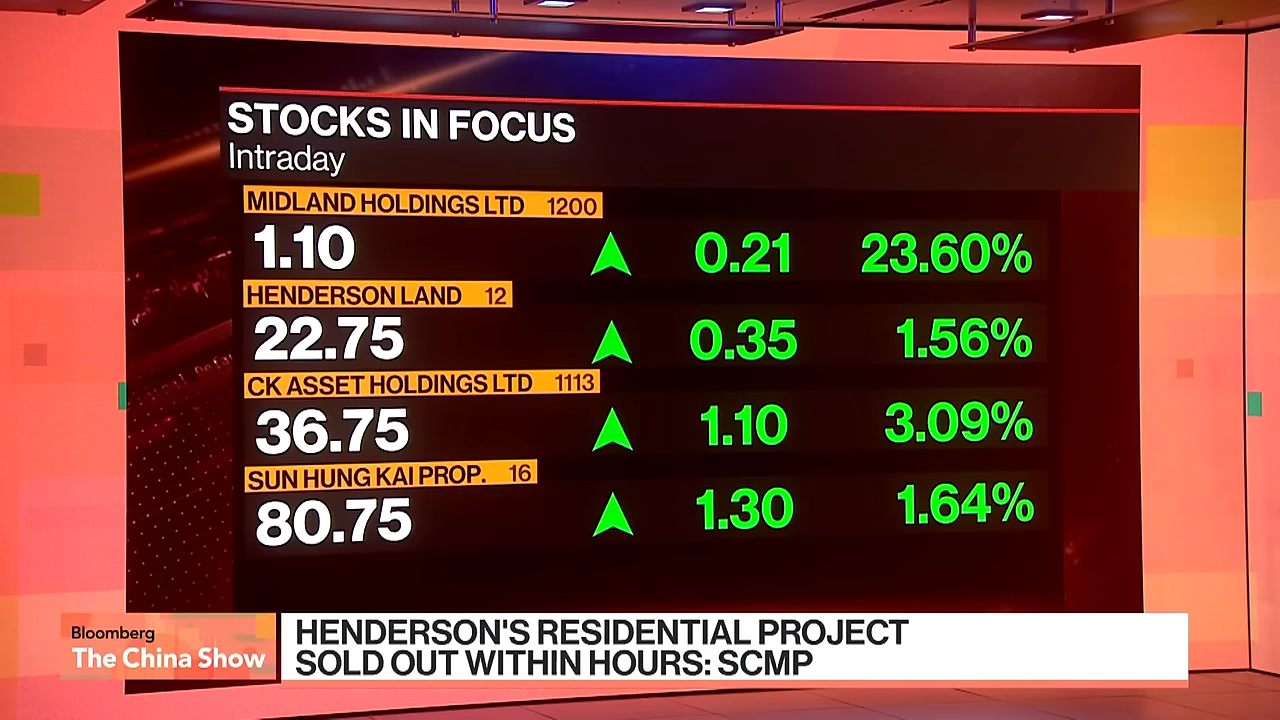 STOCKS IN FOCUS
Intraday
MIDLAND HOLDINGS LTD 1200
1.10 0.21 23.60%
HENDERSON LAND 12
22.75 0.35 1.56%
CK ASSET HOLDINGS LTD 1113
36.75 1.10 3.09%
SUN HUNG KAI PROP. 16
80.75 1.30 1.64%
Bloomberg
The China Show
HENDERSON'S RESIDENTIAL PROJECT
SOLD OUT WITHIN HOURS: SCMP